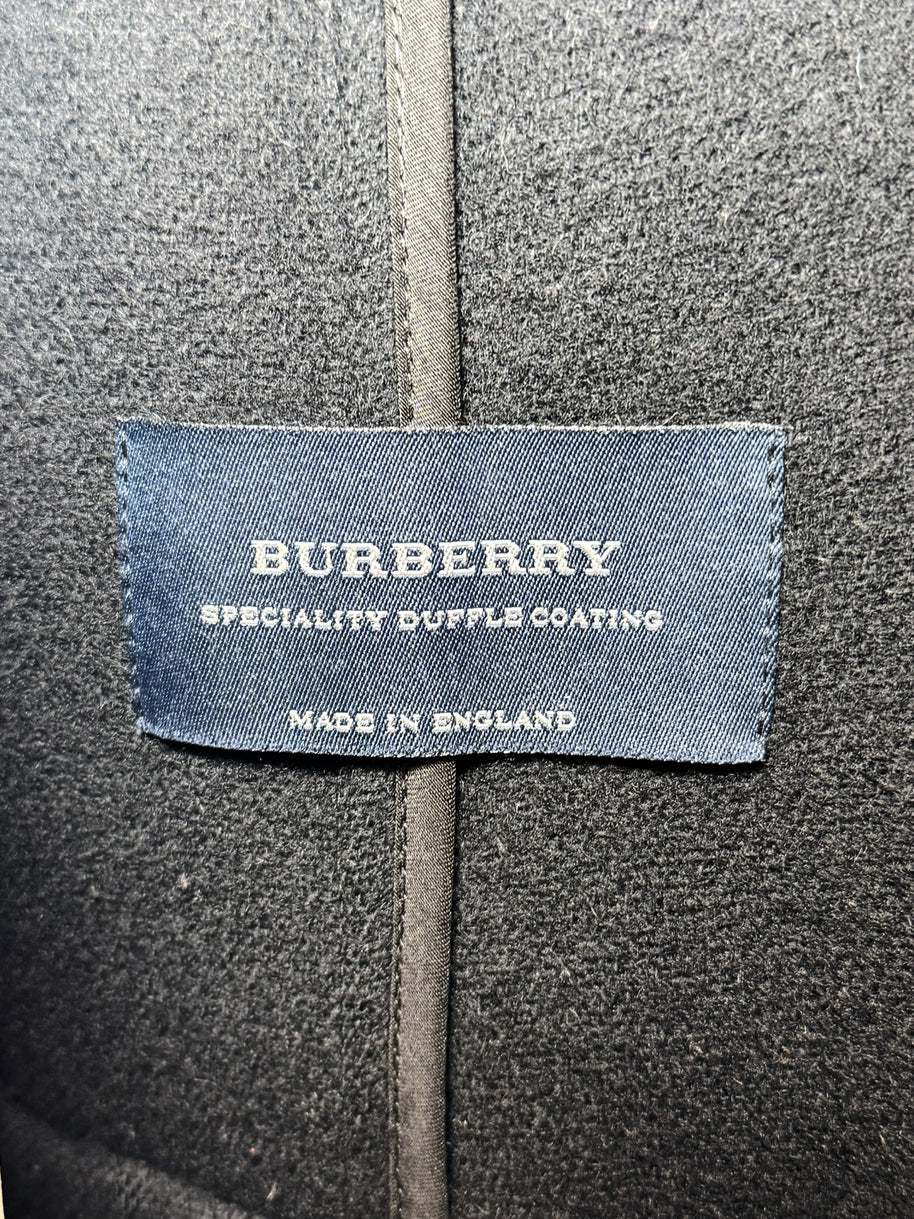 BURBERRY
SPECIALITY DUFFLE COATING
MADE IN ENGLAND